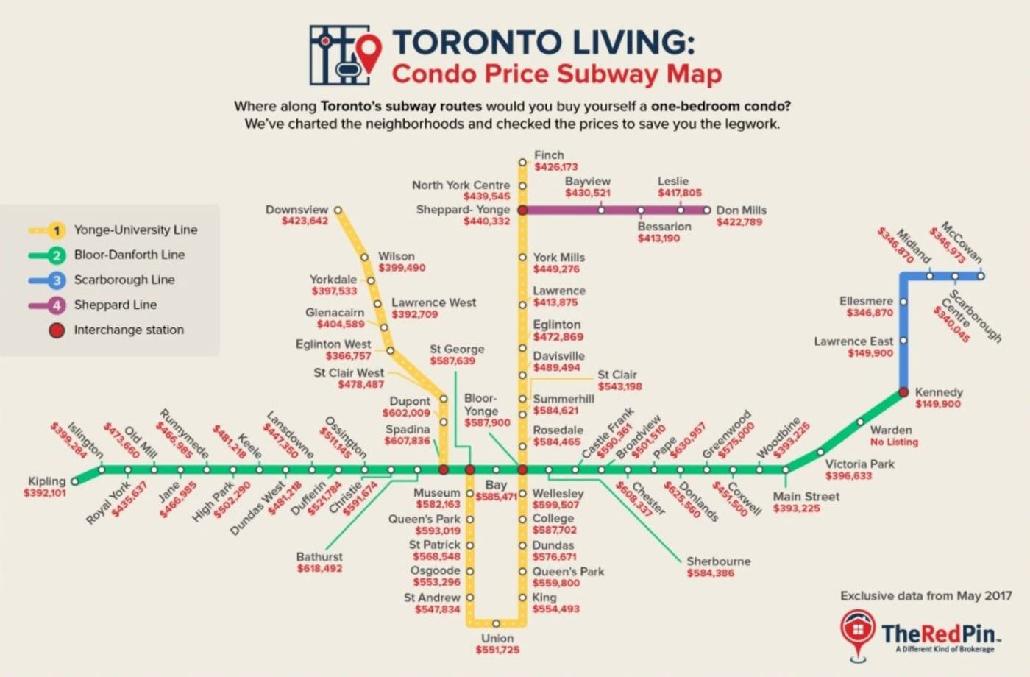 TORONTO LIVING:
Condo Price Subway Map
Where along Toronto's subway routes would you buy yourself a one-bedroom condo?
We've charted the neighborhoods and checked the prices to save you the legwork.
1 Yonge-University Line
2 Bloor-Danforth Line
3 Scarborough Line
4 Sheppard Line
Interchange station
Finch
$426,173
North York Centre
$439,545
Sheppard- Yonge
$440,332
Bayview
$430,521
Leslie
$417,805
Bessarion
$413,190
Don Mills
$422,789
Downsview
$423,642
Wilson
$399,490
Yorkdale
$397,533
Lawrence West
$392,709
Glenacairn
$404,589
Eglinton West
$366,757
St Clair West
$478,487
Dupont
$602,009
Spadina
$607,836
St George
$587,639
Bloor-
Yonge
$587,900
York Mills
$449,276
Lawrence
$413,875
Eglinton
$472,869
Davisville
$489,494
St Clair
$543,198
Summerhill
$584,621
Rosedale
$584,465
Midland
$346,870
McCowan
$346,973
Scarborough
Centre
$340,045
Ellesmere
$346,870
Lawrence East
$149,900
Kennedy
$149,900
Warden
No Listing
Victoria Park
$396,633
Main Street
$393,225
Kipling
$392,101
Islington
$399,284
Royal York
$435,637
Old Mill
$473,660
Jane
$466,985
Runnymede
$466,985
High Park
$502,290
Keele
$481,218
Dundas West
$481,218
Lansdowne
$447,350
Dufferin
$521,784
Ossington
Christie
$591,674
Bathurst
$618,492
Bay
$585,471
Sherbourne
$584,386
Castle Frank
$590,361
Broadview
$501,510
Chester
$608,337
Pape
$630,957
Donlands
$625,560
Greenwood
$575,000
Coxwell
$451,500
Woodbine
$393,225
Museum
$582,163
Queen's Park
$593,019
St Patrick
$568,548
Osgoode
$553,296
St Andrew
$547,834
Union
$551,725
Wellesley
$599,507
College
$587,702
Dundas
$576,671
Queen's Park
$559,800
King
$554,493
Exclusive data from May 2017
TheRedPin™
A Different Kind of Brokerage